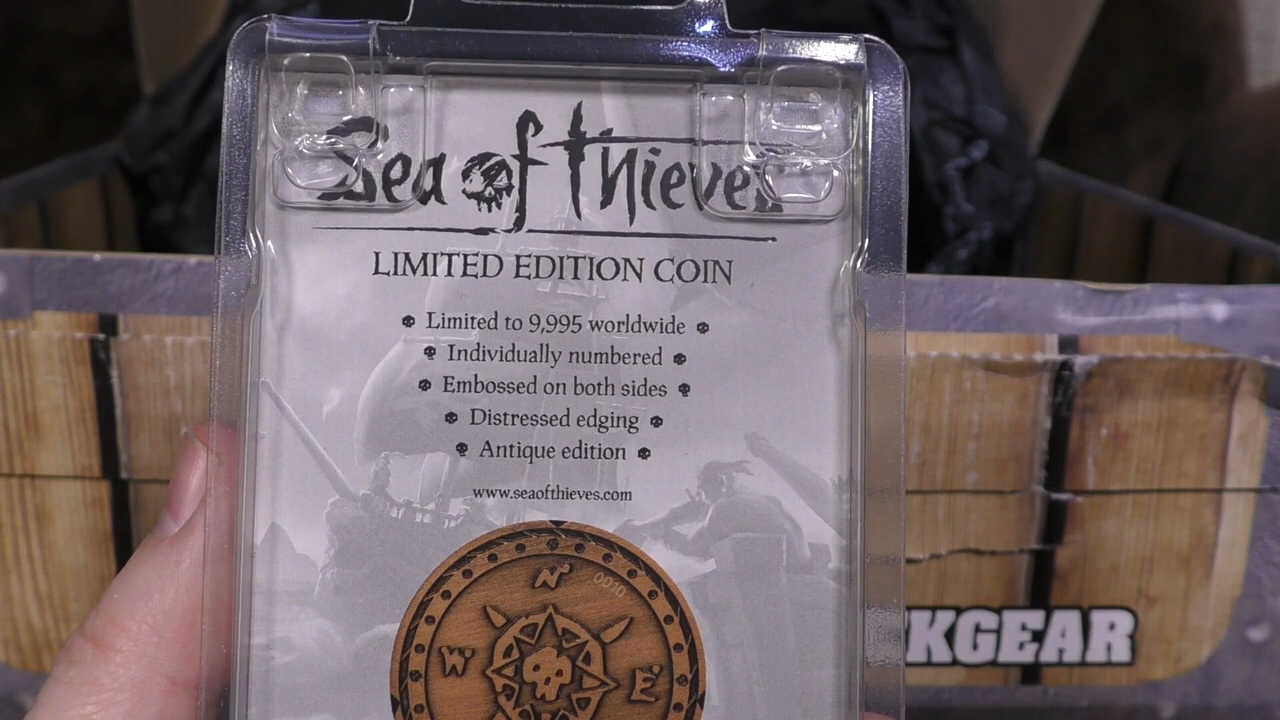 Sea of Thieves
LIMITED EDITION COIN
Limited to 9,995 worldwide
Individually numbered
Embossed on both sides
Distressed edging
Antique edition
www.seaofthieves.com
N
0010
W
E
KGEAR